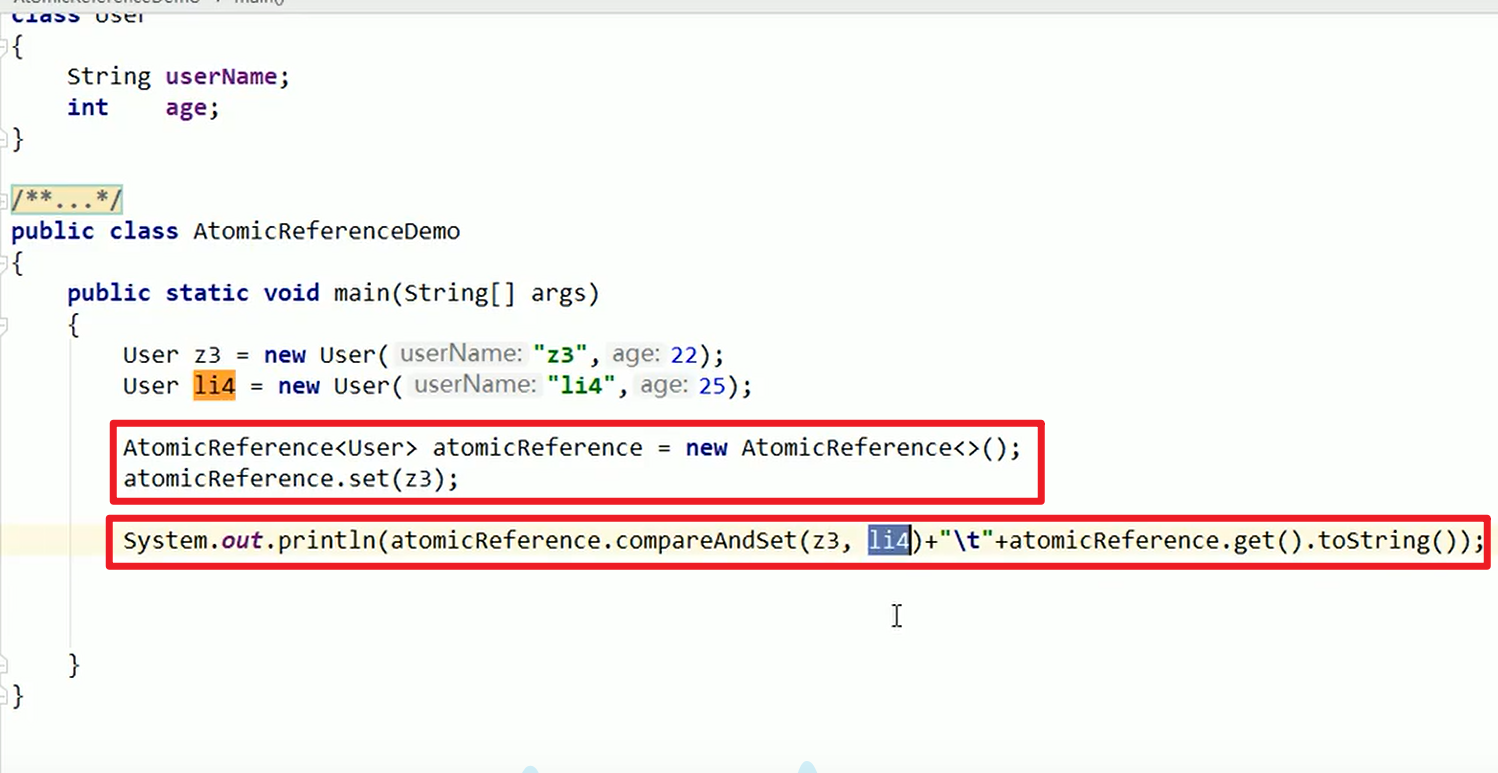 AtomicReferenceDemo > main()
class User
{
String userName;
int age;
}
/**...*/
public class AtomicReferenceDemo
{
public static void main(String[] args)
{
User z3 = new User( userName: "z3", age: 22);
User li4 = new User( userName: "li4", age: 25);
AtomicReference<User> atomicReference = new AtomicReference<>();
atomicReference.set(z3);
System.out.println(atomicReference.compareAndSet(z3, li4)+"\t"+atomicReference.get().toString());
}
}